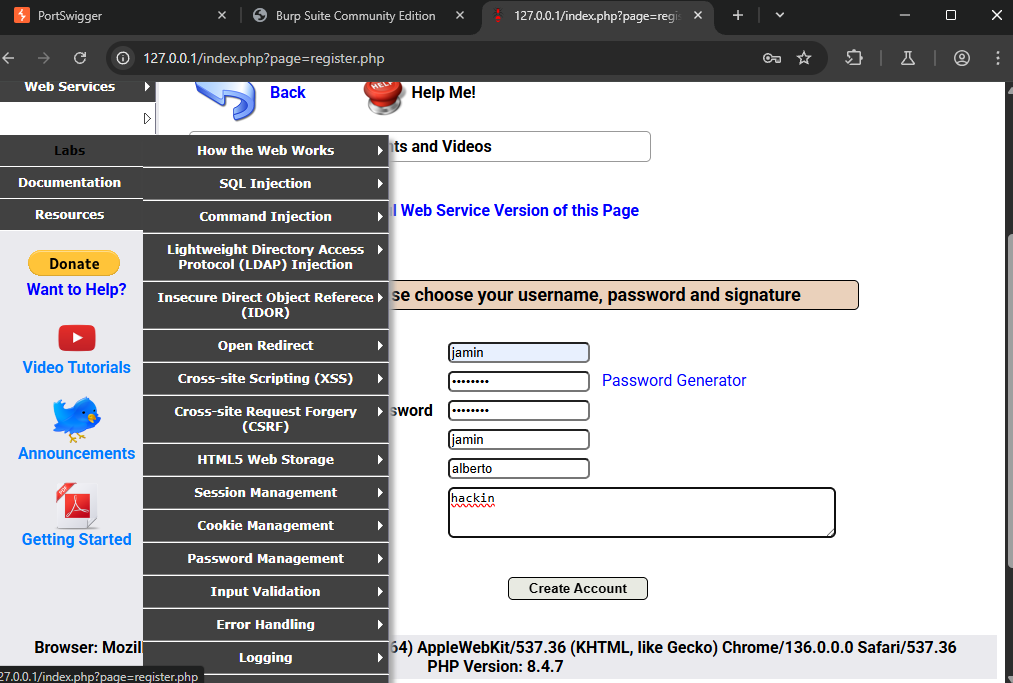 PortSwigger
Burp Suite Community Edition
127.0.0.1/index.php?page=regis
127.0.0.1/index.php?page=register.php
Web Services
Back
Help Me!
Labs
Documentation
Resources
Donate
Want to Help?
Video Tutorials
Announcements
Getting Started
How the Web Works
SQL Injection
Command Injection
Lightweight Directory Access
Protocol (LDAP) Injection
Insecure Direct Object Referece
(IDOR)
Open Redirect
Cross-site Scripting (XSS)
Cross-site Request Forgery
(CSRF)
HTML5 Web Storage
Session Management
Cookie Management
Password Management
Input Validation
Error Handling
Logging
ts and Videos
l Web Service Version of this Page
se choose your username, password and signature
jamin
••••••••
Password Generator
sword
••••••••
jamin
alberto
hackin
Create Account
Browser: Mozil
64) AppleWebKit/537.36 (KHTML, like Gecko) Chrome/136.0.0.0 Safari/537.36
PHP Version: 8.4.7
27.0.0.1/index.php?page=register.php